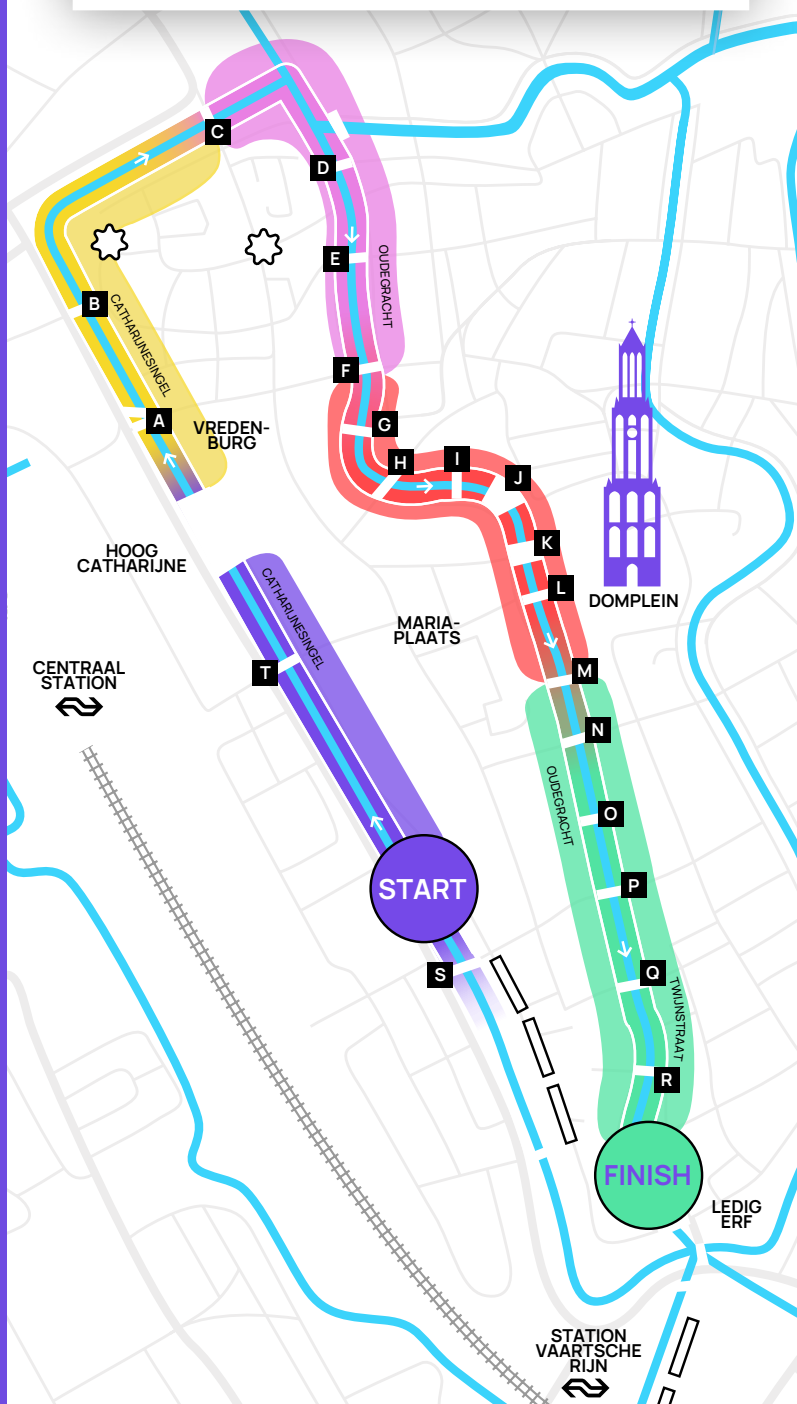 C
D
E
OUDEGRACHT
B
CATHARIJNESINGEL
F
A
VREDEN-
BURG
G
H
I
J
HOOG
CATHARIJNE
K
L
DOMPLEIN
CATHARIJNESINGEL
MARIA-
PLAATS
CENTRAAL
STATION
T
M
N
OUDEGRACHT
O
START
P
S
Q
TWIJNSTRAAT
R
FINISH
LEDIG
ERF
STATION
VAARTSCHE
RIJN